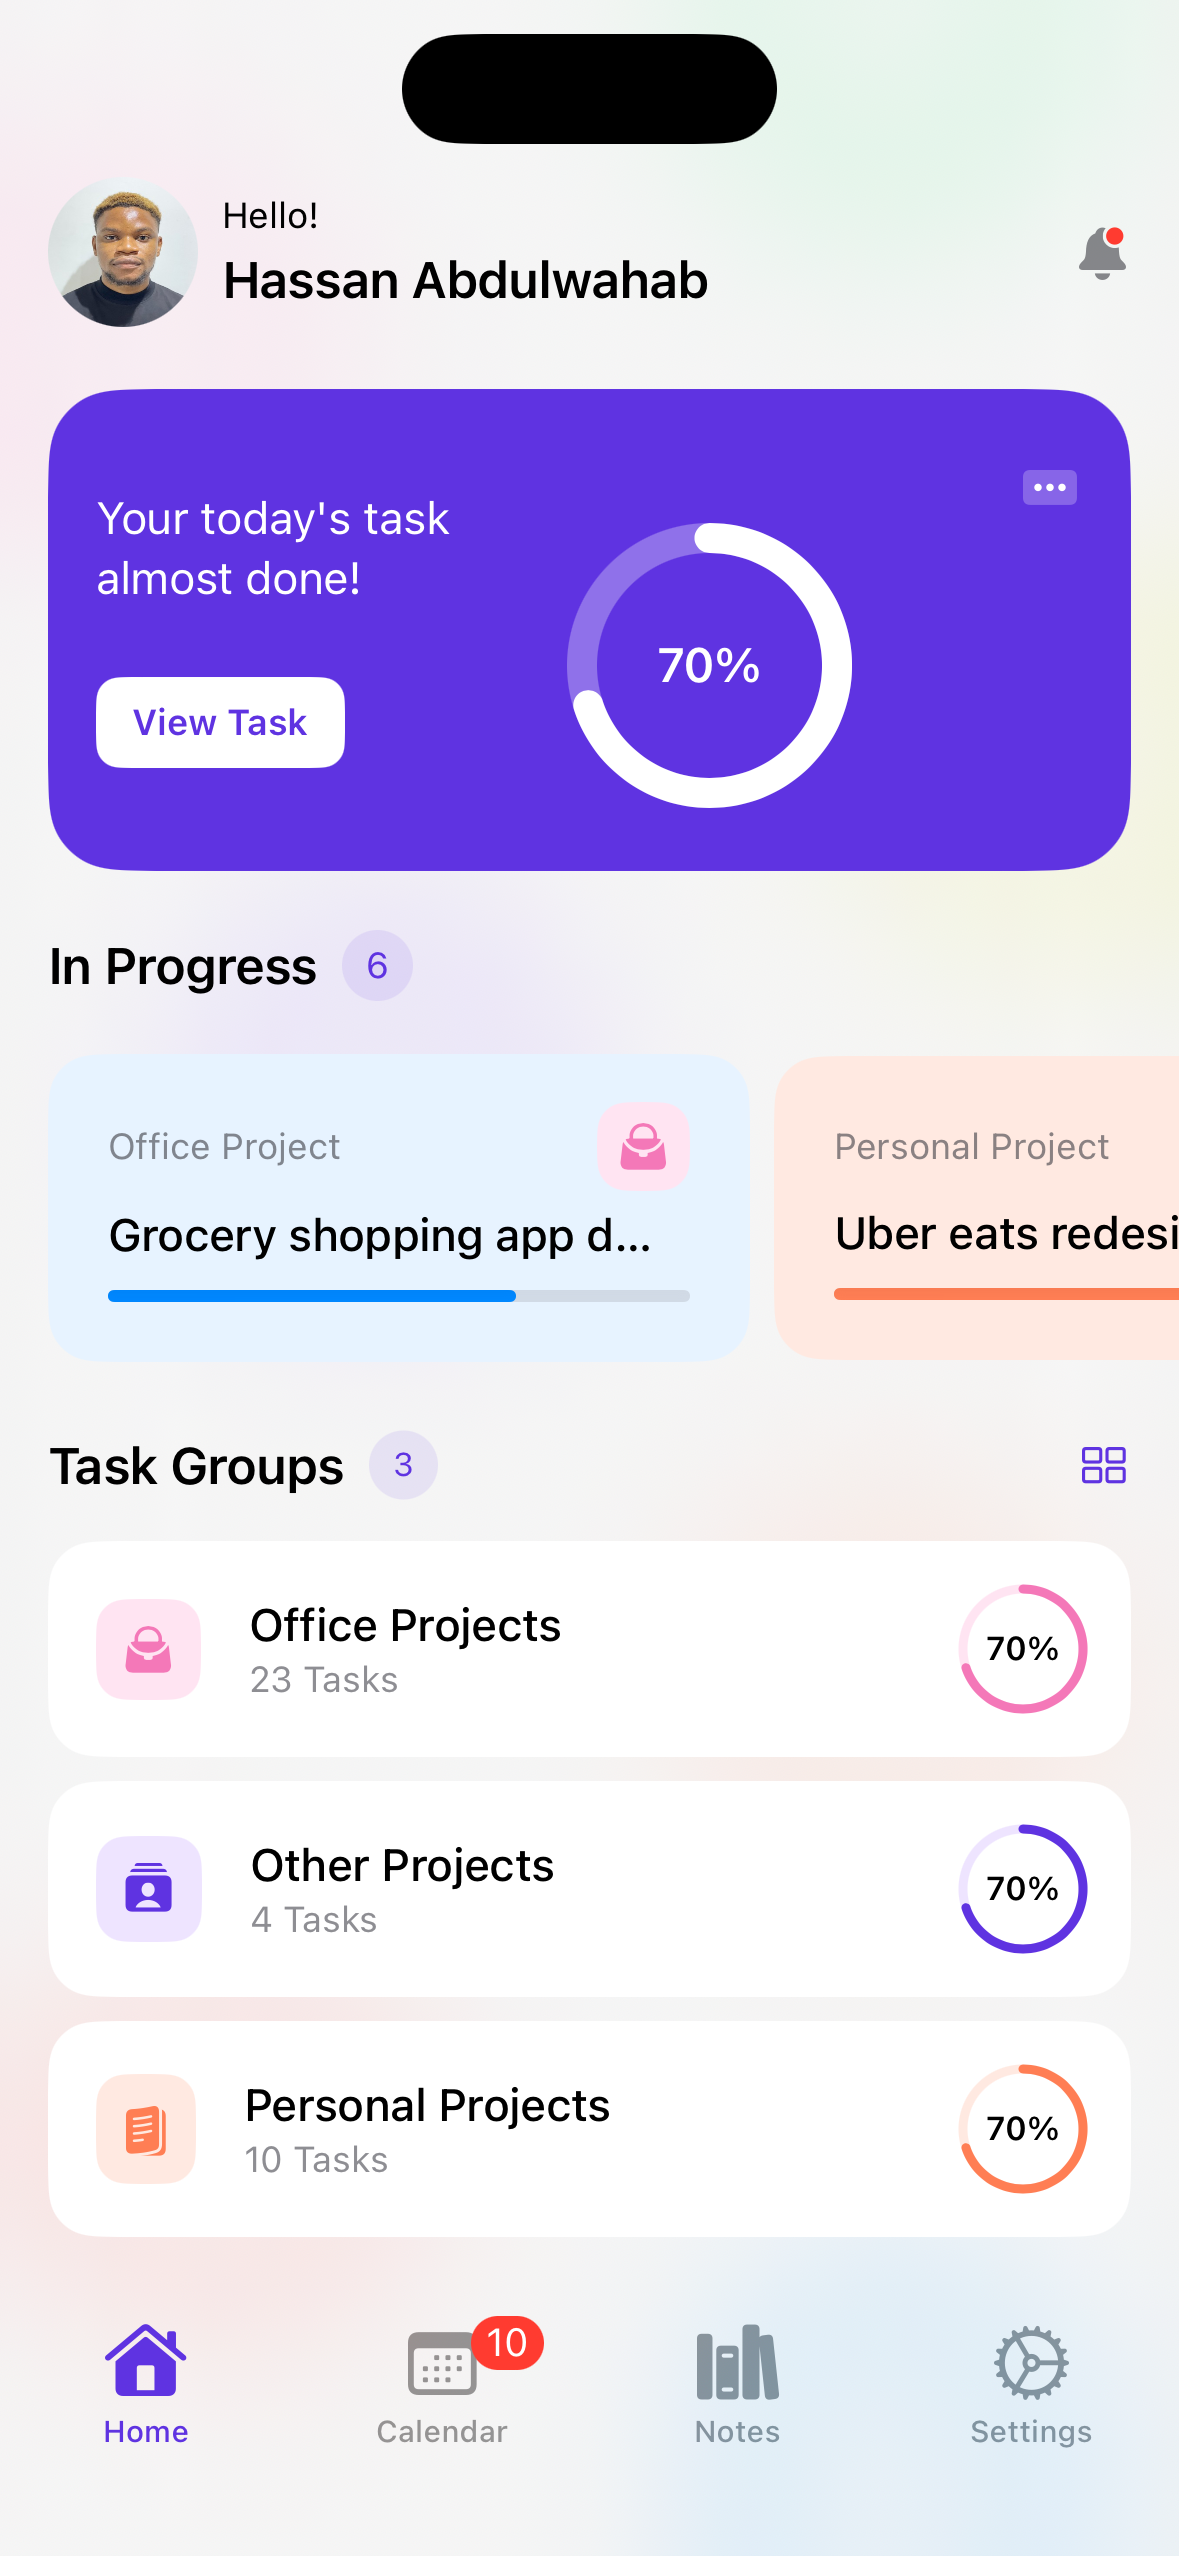 Hello!
Hassan Abdulwahab
Your today's task
almost done!
70%
View Task
In Progress
6
Office Project
Grocery shopping app d...
Personal Project
Uber eats redesi
Task Groups
3
Office Projects
23 Tasks
70%
Other Projects
4 Tasks
70%
Personal Projects
10 Tasks
70%
10
Home
Calendar
Notes
Settings